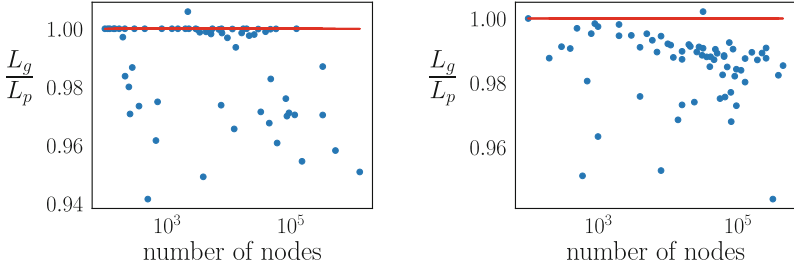 1.00
0.98
0.96
0.94
L_g
L_p
10^3
10^5
number of nodes
1.00
0.98
0.96
L_g
L_p
10^3
10^5
number of nodes